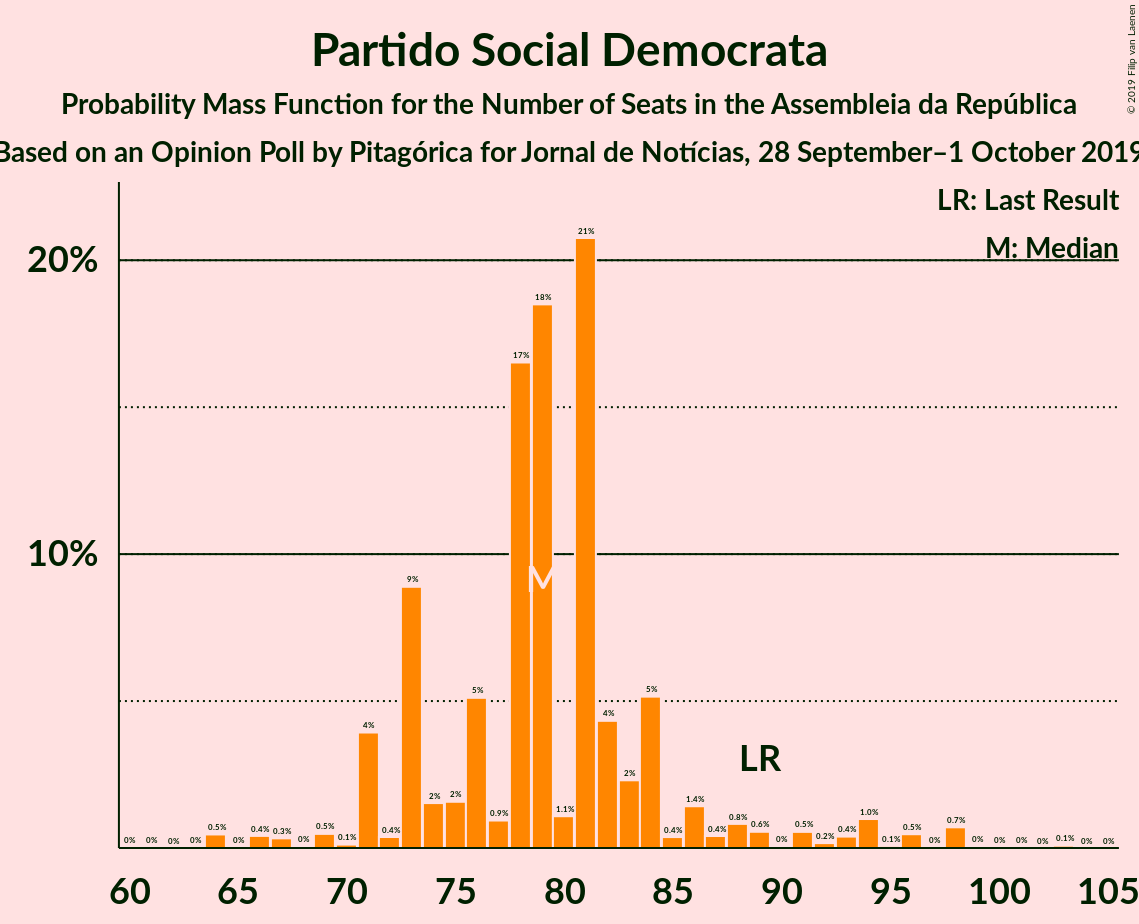 Partido Social Democrata
Probability Mass Function for the Number of Seats in the Assembleia da República
Based on an Opinion Poll by Pitagórica for Jornal de Notícias, 28 September–1 October 2019
© 2019 Filip van Laenen
LR: Last Result
M: Median
20%
10%
0% 0% 0% 0% 0.5% 0% 0.4% 0.3% 0% 0.5% 0.1% 4% 0.4% 9% 2% 2% 5% 0.9% 17% 18% 1.1% 21% 4% 2% 5% 0.4% 1.4% 0.4% 0.8% 0.6% 0% 0.5% 0.2% 0.4% 1.0% 0.1% 0.5% 0% 0.7% 0% 0% 0% 0% 0.1% 0% 0%
M
LR
60 65 70 75 80 85 90 95 100 105